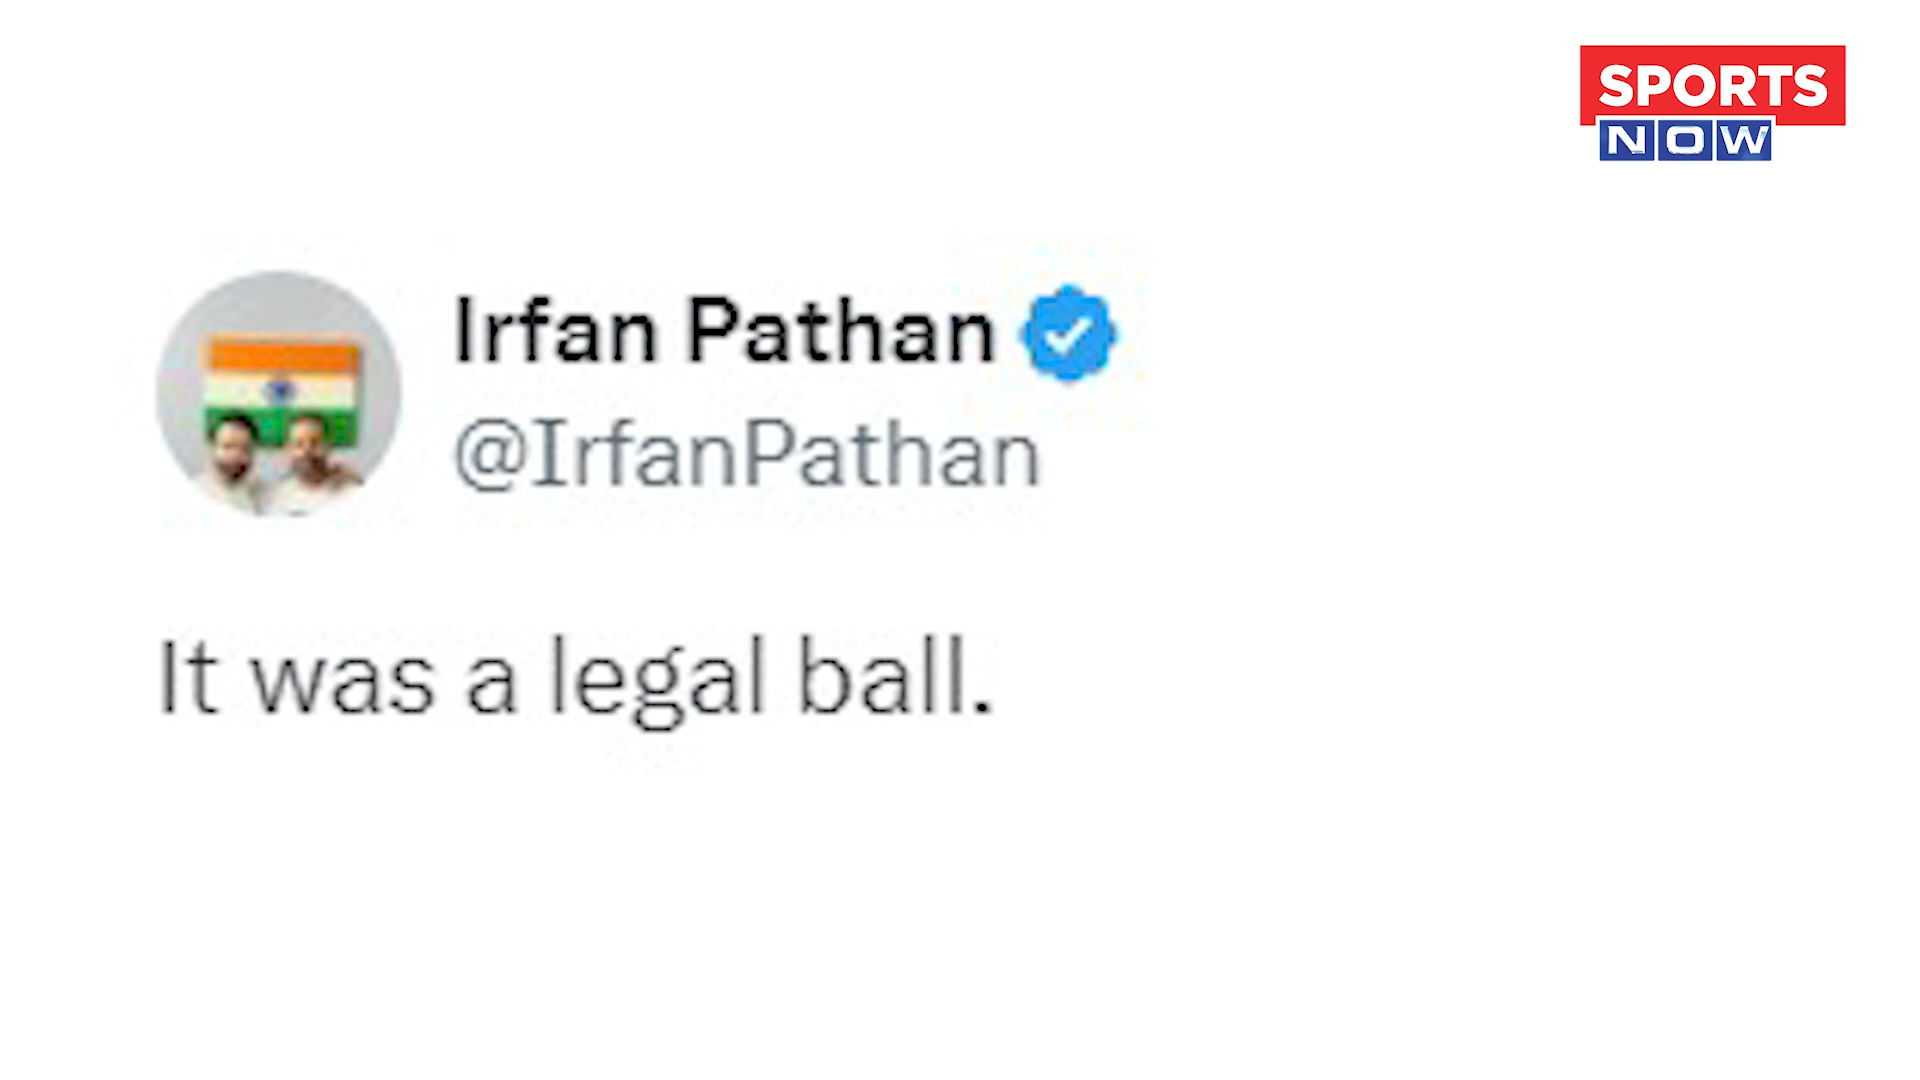 SPORTS
NOW
Irfan Pathan
@IrfanPathan
It was a legal ball.